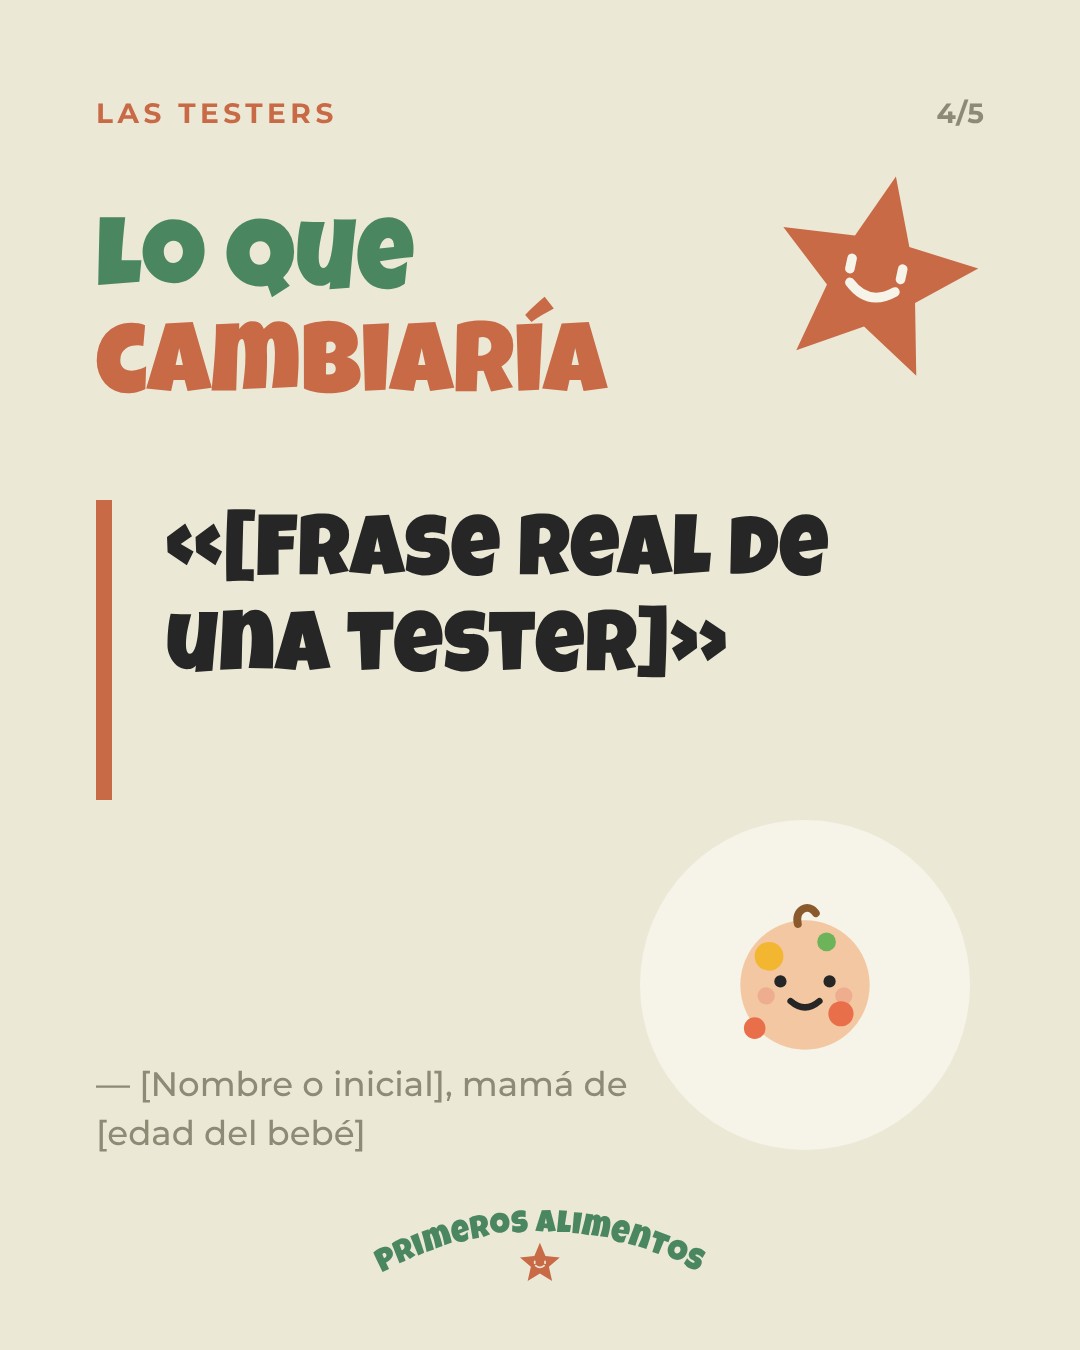 LAS TESTERS
4/5
Lo que
cambiaría
«[Frase real de
una tester]»
— [Nombre o inicial], mamá de
[edad del bebé]
PRIMEROS ALIMENTOS